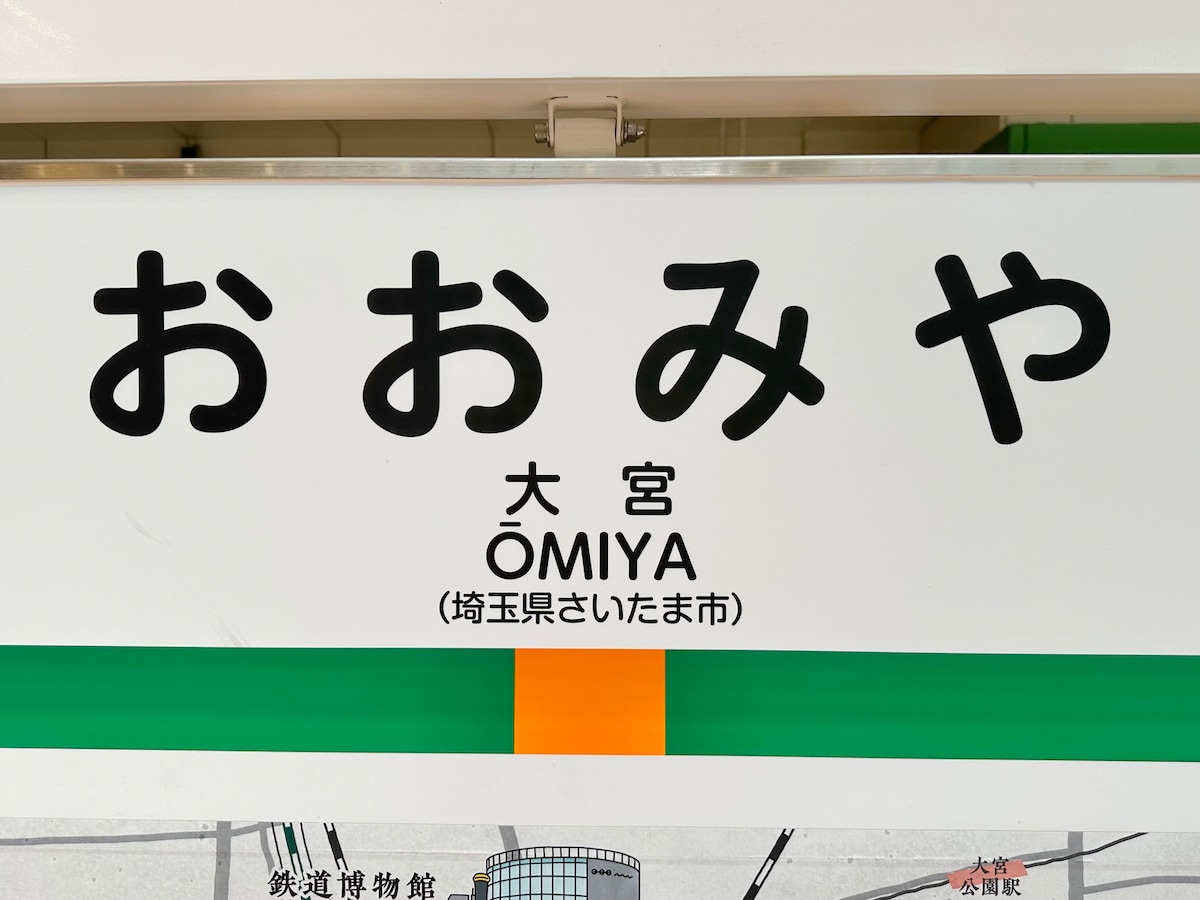 おおみや
大宮
ŌMIYA
(埼玉県さいたま市)
鉄道博物館
大宮
公園駅